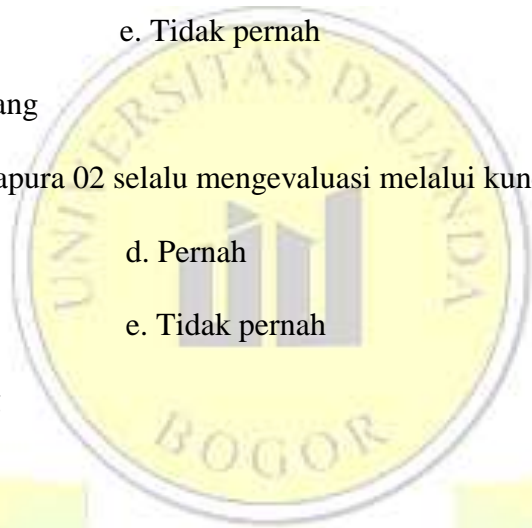 e. Tidak pernah
ang
apura 02 selalu mengevaluasi melalui kun
d. Pernah
e. Tidak pernah
UNIVERSITAS DJUANDA
BOGOR